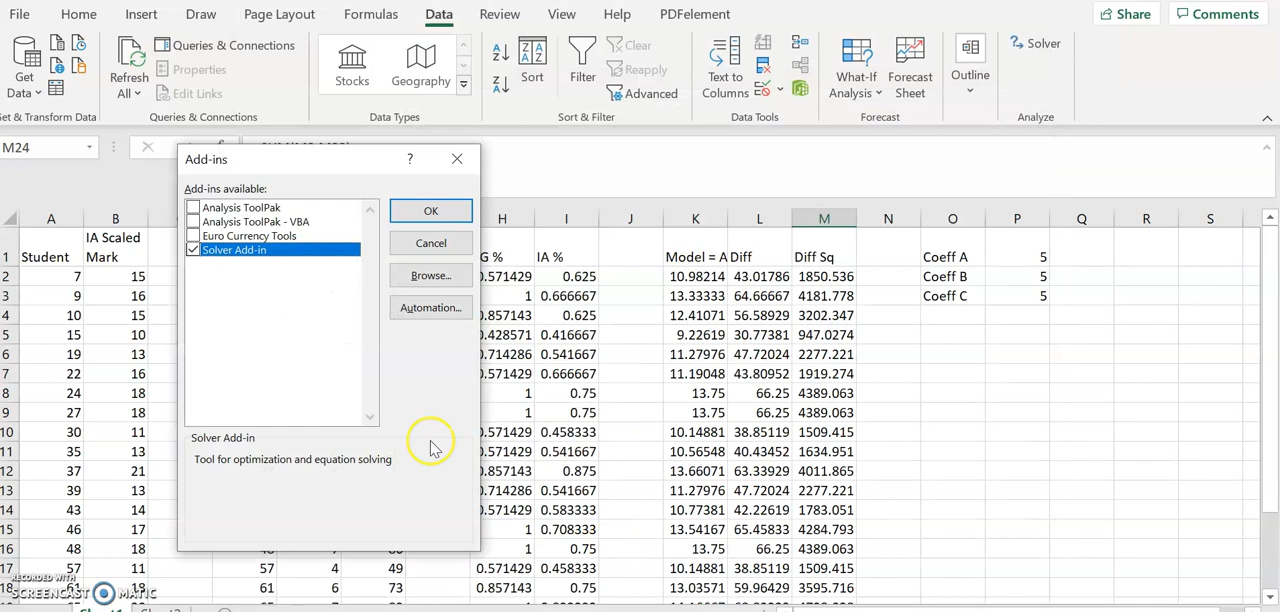 File Home Insert Draw Page Layout Formulas Data Review View Help PDFelement Share Comments
Get Data
Refresh All
Queries & Connections
Properties
Edit Links
Stocks
Geography
Sort
Filter
Clear
Reapply
Advanced
Text to Columns
What-If Analysis
Forecast Sheet
Outline
Solver
Get & Transform Data Queries & Connections Data Types Sort & Filter Data Tools Forecast Analyze
M24
Add-ins
?
Add-ins available:
Analysis ToolPak
Analysis ToolPak - VBA
Euro Currency Tools
Solver Add-in
OK
Cancel
Browse...
Automation...
Solver Add-in
Tool for optimization and equation solving
A B H I J K L M N O P Q R S
IA Scaled
1 Student Mark G % IA % Model = A Diff Diff Sq Coeff A 5
2 7 15 0.571429 0.625 10.98214 43.01786 1850.536 Coeff B 5
3 9 16 1 0.666667 13.33333 64.66667 4181.778 Coeff C 5
4 10 15 0.857143 0.625 12.41071 56.58929 3202.347
5 15 10 0.428571 0.416667 9.22619 30.77381 947.0274
6 19 13 0.714286 0.541667 11.27976 47.72024 2277.221
7 22 16 0.571429 0.666667 11.19048 43.80952 1919.274
8 24 18 1 0.75 13.75 66.25 4389.063
9 27 18 1 0.75 13.75 66.25 4389.063
10 30 11 0.571429 0.458333 10.14881 38.85119 1509.415
11 35 13 0.571429 0.541667 10.56548 40.43452 1634.951
12 37 21 0.857143 0.875 13.66071 63.33929 4011.865
13 39 13 0.714286 0.541667 11.27976 47.72024 2277.221
14 43 14 0.571429 0.583333 10.77381 42.22619 1783.051
15 46 17 1 0.708333 13.54167 65.45833 4284.793
16 48 18 1 0.75 13.75 66.25 4389.063
17 57 11 57 4 49 0.571429 0.458333 10.14881 38.85119 1509.415
18 61 18 61 6 73 0.857143 0.75 13.03571 59.96429 3595.716
RECORDED WITH
SCREENCAST MATIC